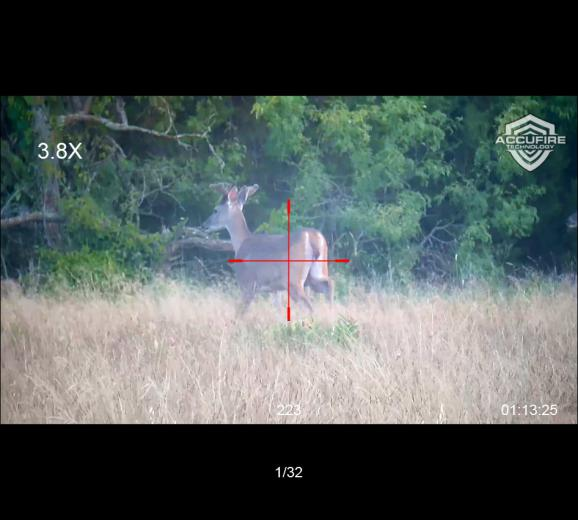 3.8X
ACCUFIRE
TECHNOLOGY
223
01:13:25
1/32